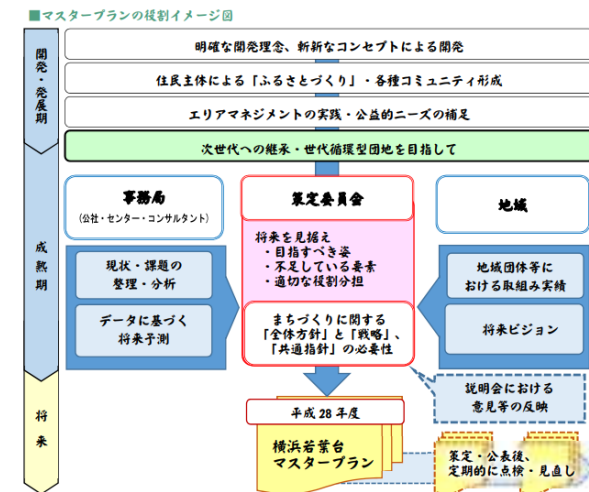 ■マスタープランの役割イメージ図
開発・発展期
明確な開発理念、斬新なコンセプトによる開発
住民主体による「ふるさとづくり」・各種コミュニティ形成
エリアマネジメントの実践・公益的ニーズの補足
次世代への継承・世代循環型団地を目指して
成熟期
事務局
(公社・センター・コンサルタント)
現状・課題の
整理・分析
データに基づく
将来予測
策定委員会
将来を見据え
・目指すべき姿
・不足している要素
・適切な役割分担
まちづくりに関する
「全体方針」と「戦略」、
「共通指針」の必要性
地域
地域団体等に
おける取組み実績
将来ビジョン
説明会における
意見等の反映
将来
平成28年度
横浜若葉台
マスタープラン
策定・公表後、
定期的に点検・見直し